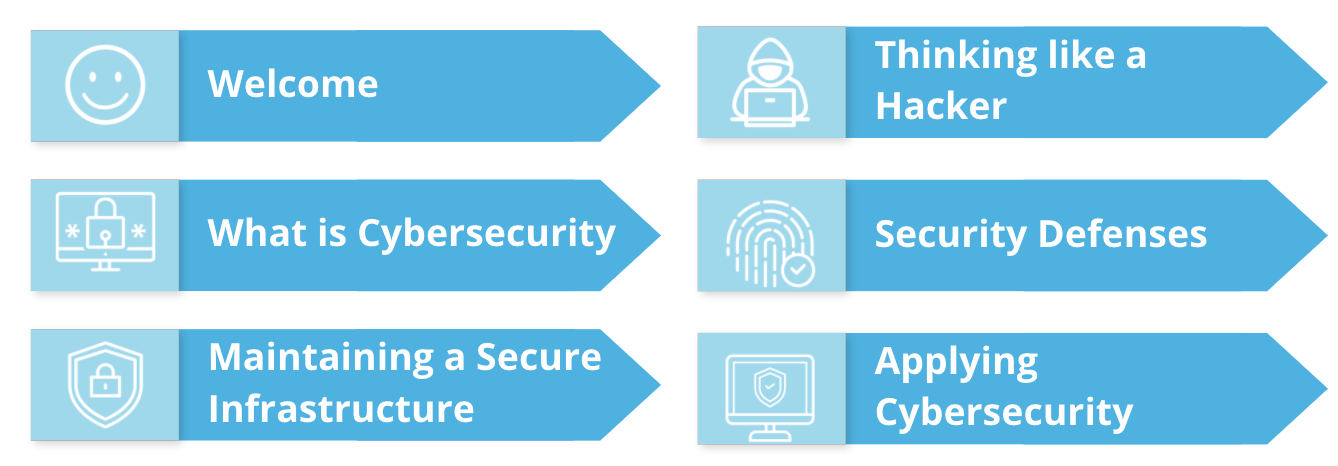 Welcome
What is Cybersecurity
Maintaining a Secure
Infrastructure
Thinking like a
Hacker
Security Defenses
Applying
Cybersecurity